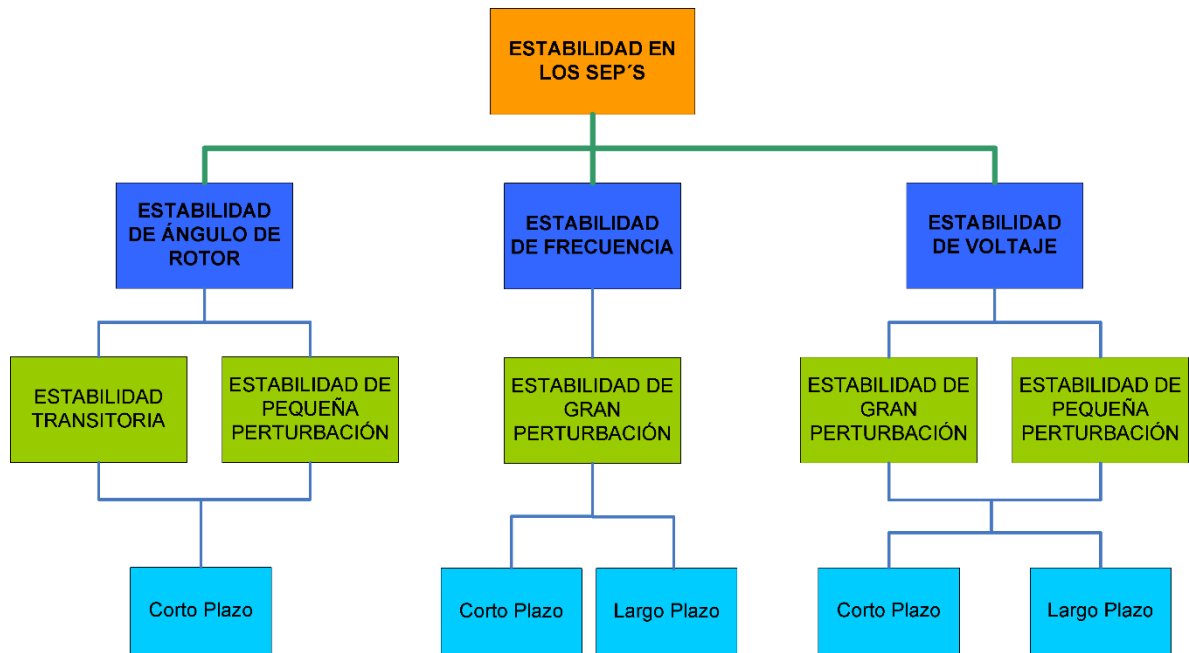 ESTABILIDAD EN
LOS SEP´S
ESTABILIDAD
DE ÁNGULO DE
ROTOR
ESTABILIDAD
DE FRECUENCIA
ESTABILIDAD
DE VOLTAJE
ESTABILIDAD
TRANSITORIA
ESTABILIDAD DE
PEQUEÑA
PERTURBACIÓN
ESTABILIDAD DE
GRAN
PERTURBACIÓN
ESTABILIDAD DE
GRAN
PERTURBACIÓN
ESTABILIDAD DE
PEQUEÑA
PERTURBACIÓN
Corto Plazo
Corto Plazo
Largo Plazo
Corto Plazo
Largo Plazo